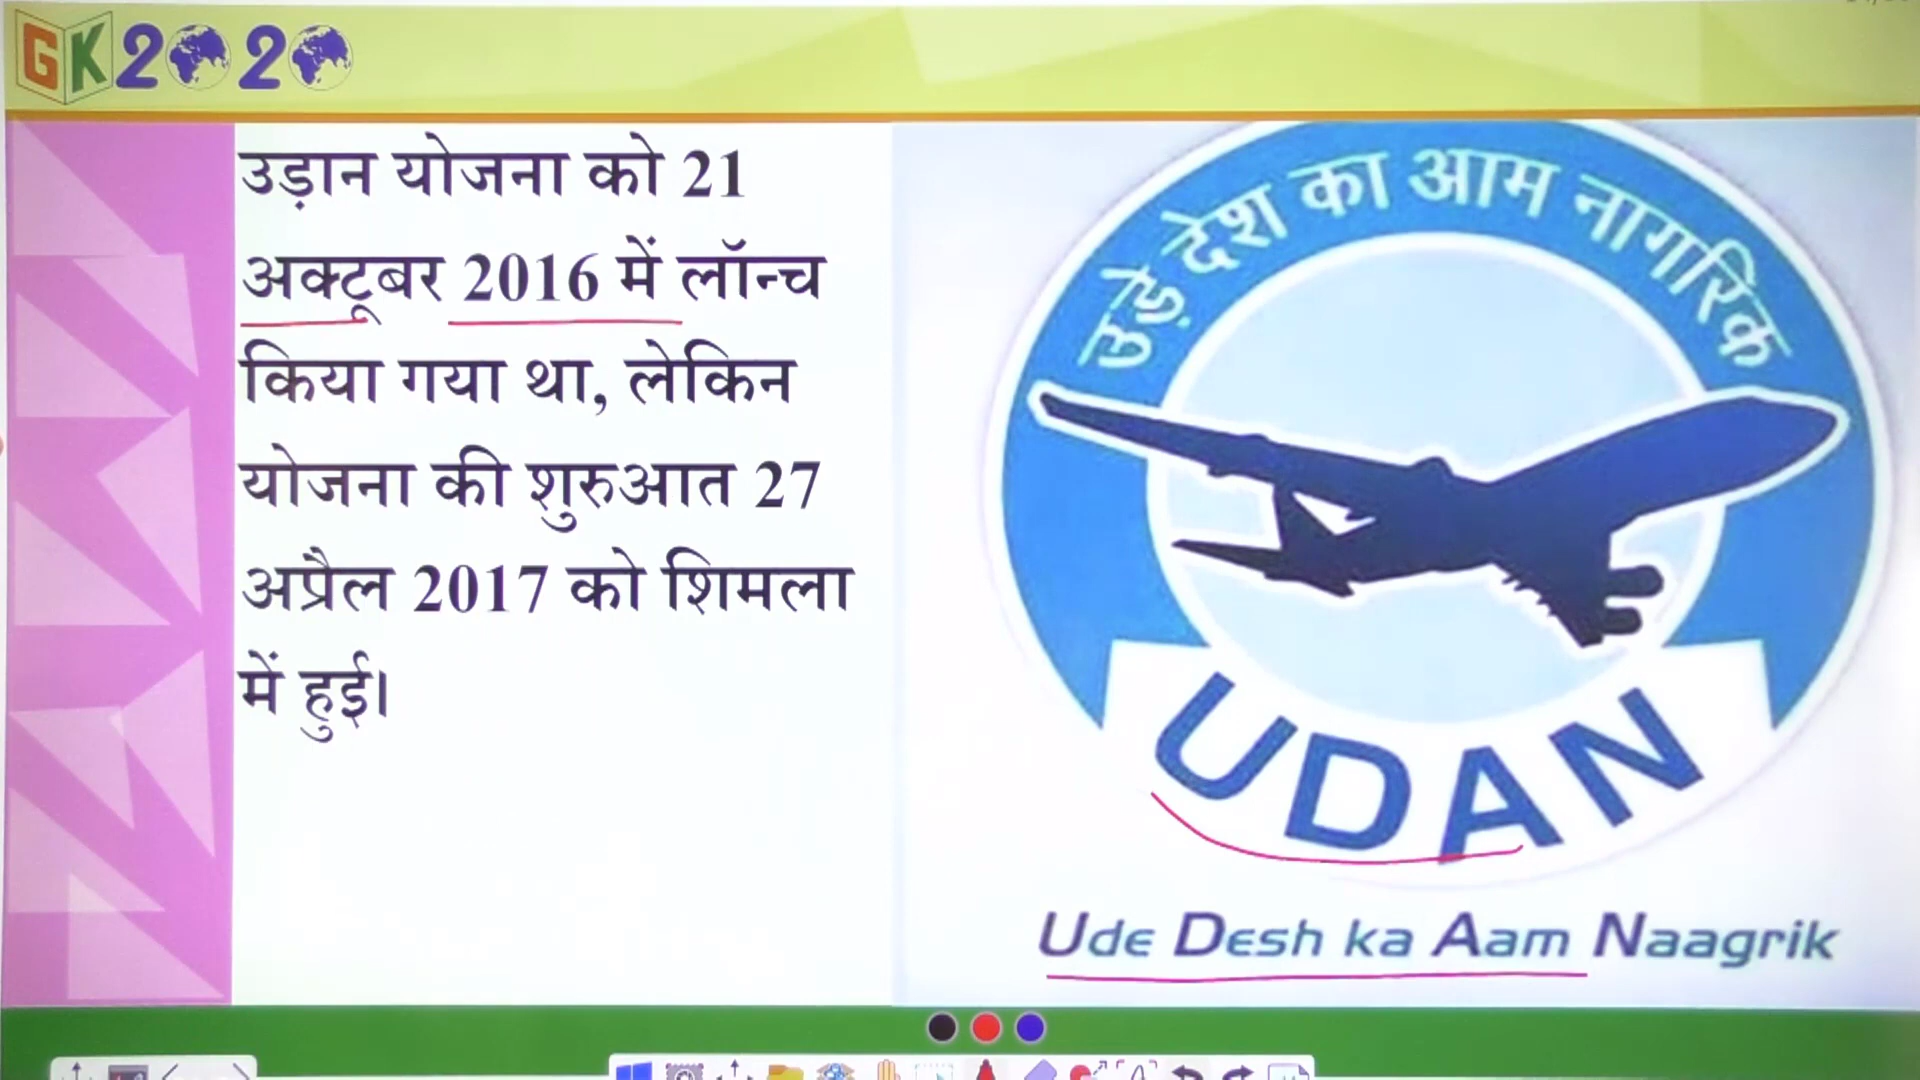 GK2020
उड़ान योजना को 21
अक्टूबर 2016 में लॉन्च
किया गया था, लेकिन
योजना की शुरुआत 27
अप्रैल 2017 को शिमला
में हुई।
उड़े देश का आम नागरिक
UDAN
Ude Desh ka Aam Naagrik